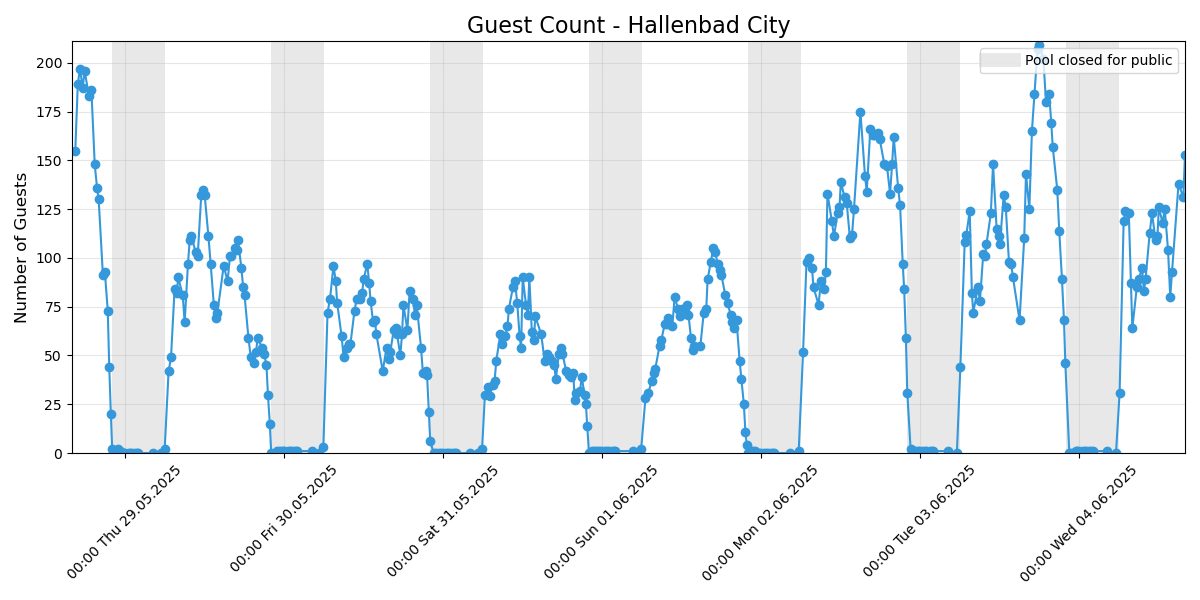 Guest Count - Hallenbad City
Pool closed for public
Number of Guests
200
175
150
125
100
75
50
25
0
00:00 Thu 29.05.2025
00:00 Fri 30.05.2025
00:00 Sat 31.05.2025
00:00 Sun 01.06.2025
00:00 Mon 02.06.2025
00:00 Tue 03.06.2025
00:00 Wed 04.06.2025